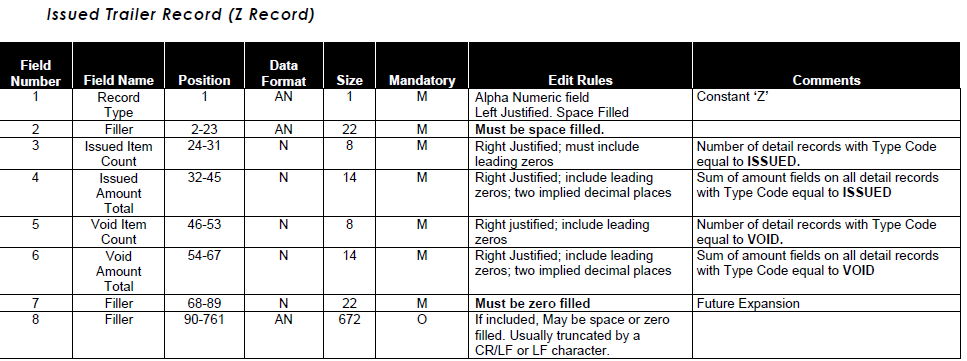 Issued Trailer Record (Z Record)
Field Number | Field Name | Position | Data Format | Size | Mandatory | Edit Rules | Comments
1 | Record Type | 1 | AN | 1 | M | Alpha Numeric field Left Justified. Space Filled | Constant ‘Z’
2 | Filler | 2-23 | AN | 22 | M | Must be space filled. |
3 | Issued Item Count | 24-31 | N | 8 | M | Right Justified; must include leading zeros | Number of detail records with Type Code equal to ISSUED.
4 | Issued Amount Total | 32-45 | N | 14 | M | Right Justified; include leading zeros; two implied decimal places | Sum of amount fields on all detail records with Type Code equal to ISSUED
5 | Void Item Count | 46-53 | N | 8 | M | Right justified; include leading zeros | Number of detail records with Type Code equal to VOID.
6 | Void Amount Total | 54-67 | N | 14 | M | Right Justified; include leading zeros; two implied decimal places | Sum of amount fields on all detail records with Type Code equal to VOID
7 | Filler | 68-89 | N | 22 | M | Must be zero filled | Future Expansion
8 | Filler | 90-761 | AN | 672 | O | If included, May be space or zero filled. Usually truncated by a CR/LF or LF character. |